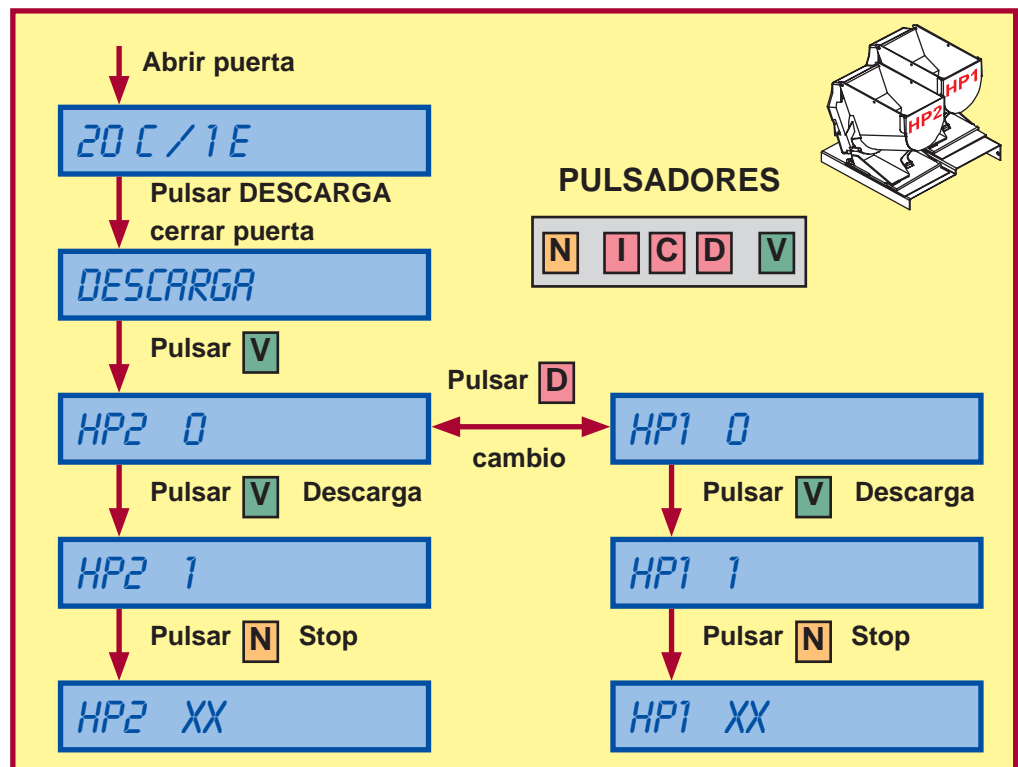 Abrir puerta
HP1
HP2
20 C / 1 E
Pulsar DESCARGA
cerrar puerta
PULSADORES
N I C D V
DESCARGA
Pulsar V
Pulsar D
cambio
HP2 0
HP1 0
Pulsar V Descarga
Pulsar V Descarga
HP2 1
HP1 1
Pulsar N Stop
Pulsar N Stop
HP2 XX
HP1 XX